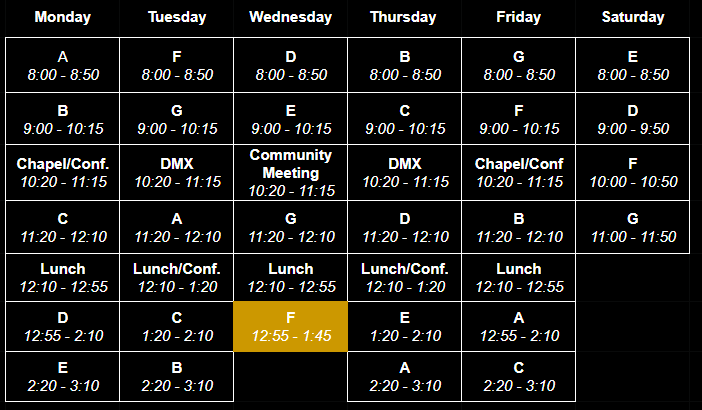 Monday Tuesday Wednesday Thursday Friday Saturday
A F D B G E
8:00 - 8:50 8:00 - 8:50 8:00 - 8:50 8:00 - 8:50 8:00 - 8:50 8:00 - 8:50
B G E C F D
9:00 - 10:15 9:00 - 10:15 9:00 - 10:15 9:00 - 10:15 9:00 - 10:15 9:00 - 9:50
Chapel/Conf. DMX Community Meeting DMX Chapel/Conf F
10:20 - 11:15 10:20 - 11:15 10:20 - 11:15 10:20 - 11:15 10:20 - 11:15 10:00 - 10:50
C A G D B G
11:20 - 12:10 11:20 - 12:10 11:20 - 12:10 11:20 - 12:10 11:20 - 12:10 11:00 - 11:50
Lunch Lunch/Conf. Lunch Lunch/Conf. Lunch
12:10 - 12:55 12:10 - 1:20 12:10 - 12:55 12:10 - 1:20 12:10 - 12:55
D C F E A
12:55 - 2:10 1:20 - 2:10 12:55 - 1:45 1:20 - 2:10 12:55 - 2:10
E B A C
2:20 - 3:10 2:20 - 3:10 2:20 - 3:10 2:20 - 3:10